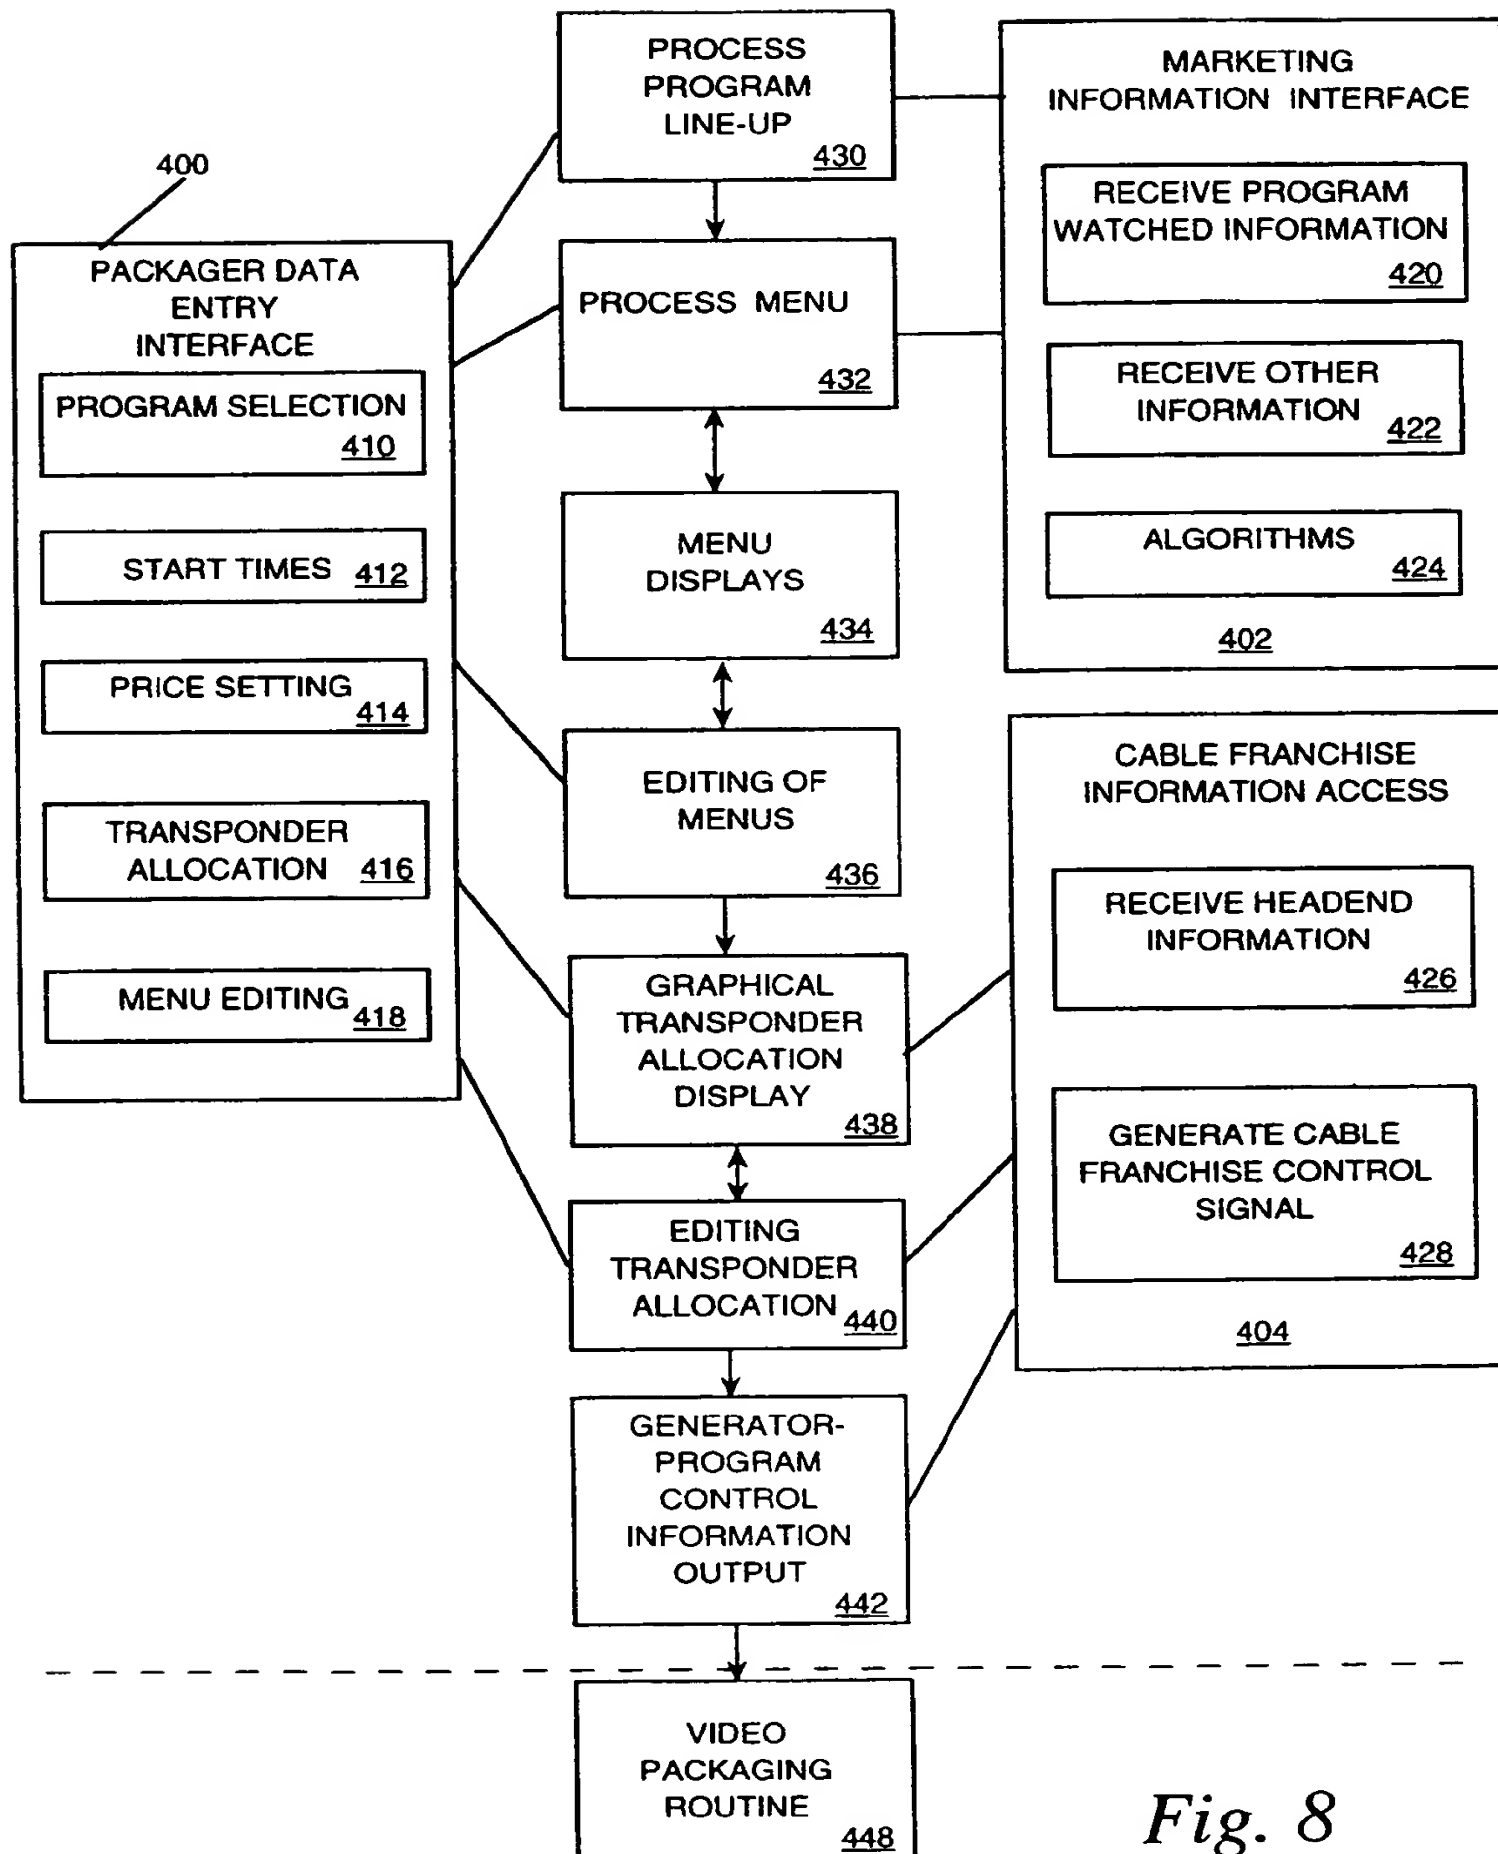 400
PACKAGER DATA
ENTRY
INTERFACE
PROGRAM SELECTION
410
START TIMES 412
PRICE SETTING
414
TRANSPONDER
ALLOCATION 416
MENU EDITING 418
PROCESS
PROGRAM
LINE-UP
430
PROCESS MENU
432
MENU
DISPLAYS
434
EDITING OF
MENUS
436
GRAPHICAL
TRANSPONDER
ALLOCATION
DISPLAY
438
EDITING
TRANSPONDER
ALLOCATION 440
GENERATOR-
PROGRAM
CONTROL
INFORMATION
OUTPUT
442
VIDEO
PACKAGING
ROUTINE
448
MARKETING
INFORMATION INTERFACE
RECEIVE PROGRAM
WATCHED INFORMATION
420
RECEIVE OTHER
INFORMATION
422
ALGORITHMS
424
402
CABLE FRANCHISE
INFORMATION ACCESS
RECEIVE HEADEND
INFORMATION
426
GENERATE CABLE
FRANCHISE CONTROL
SIGNAL
428
404
Fig. 8